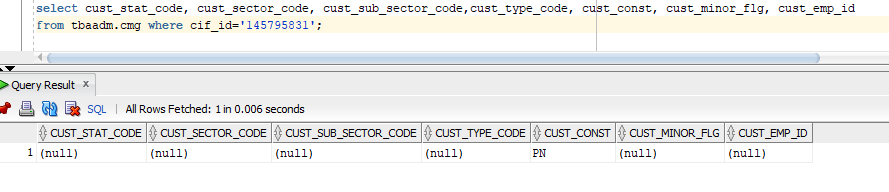 select cust_stat_code, cust_sector_code, cust_sub_sector_code,cust_type_code, cust_const, cust_minor_flg, cust_emp_id
from tbaadm.cmg where cif_id='145795831';
Query Result x
SQL | All Rows Fetched: 1 in 0.006 seconds
CUST_STAT_CODE CUST_SECTOR_CODE CUST_SUB_SECTOR_CODE CUST_TYPE_CODE CUST_CONST CUST_MINOR_FLG CUST_EMP_ID
1 (null) (null) (null) (null) PN (null) (null)